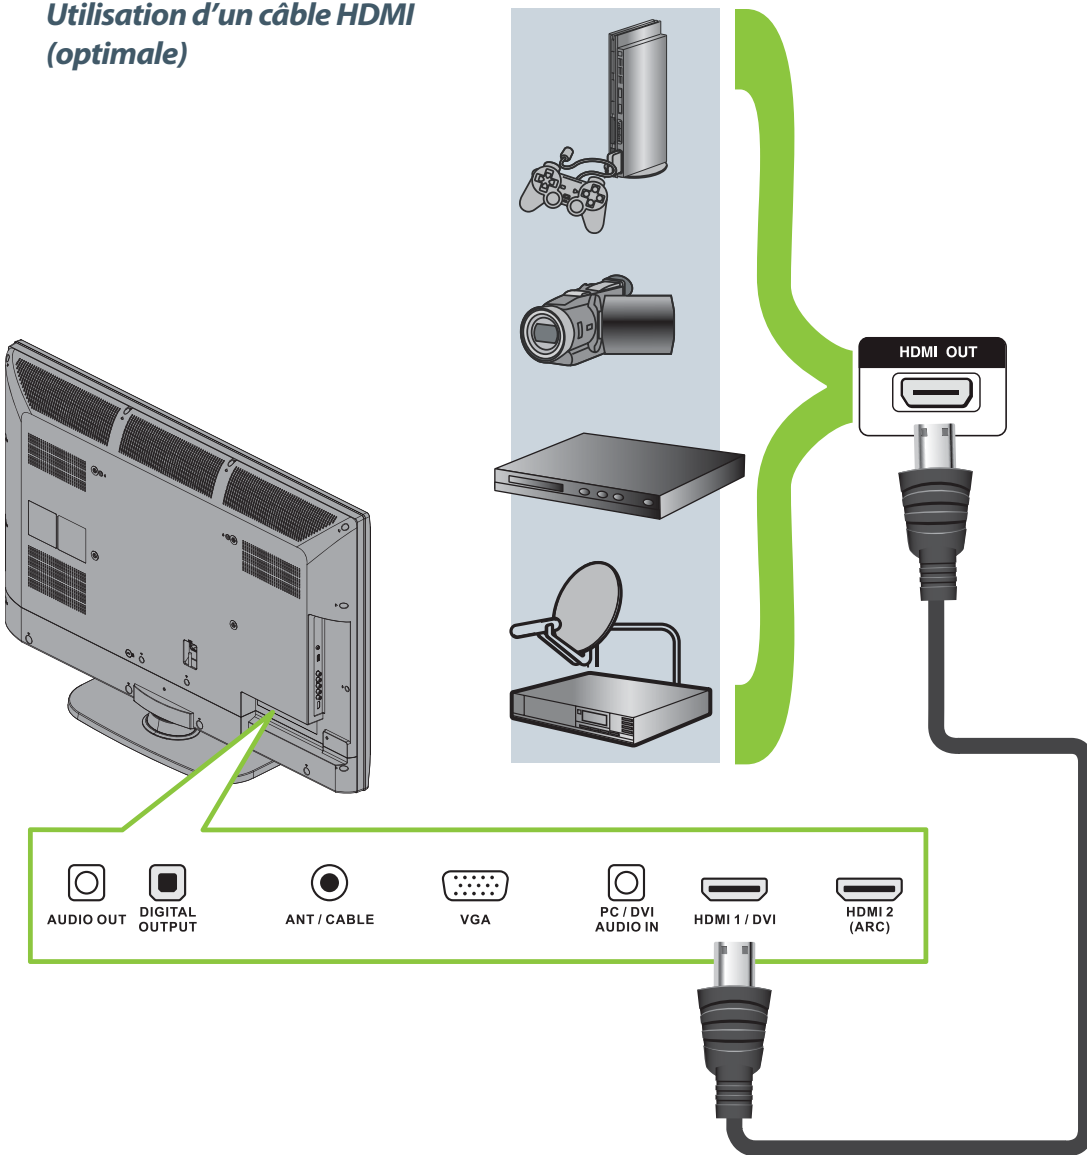 Utilisation d’un câble HDMI
(optimale)
HDMI OUT
AUDIO OUT
DIGITAL
OUTPUT
ANT / CABLE
VGA
PC / DVI
AUDIO IN
HDMI 1 / DVI
HDMI 2
(ARC)